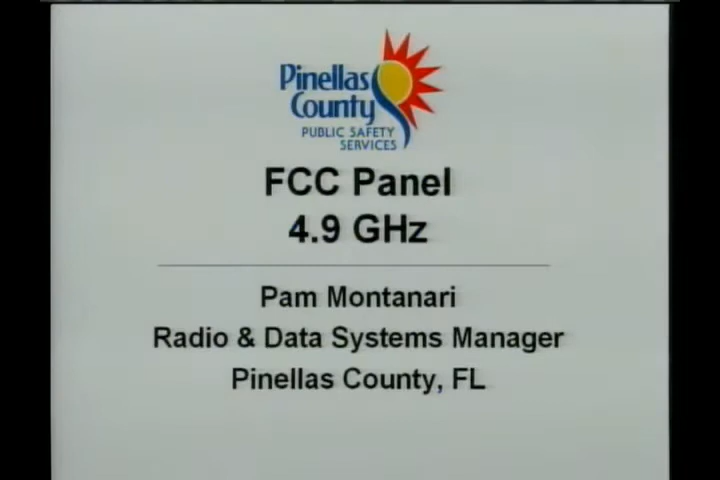 Pinellas
County
PUBLIC SAFETY
SERVICES
FCC Panel
4.9 GHz
Pam Montanari
Radio & Data Systems Manager
Pinellas County, FL